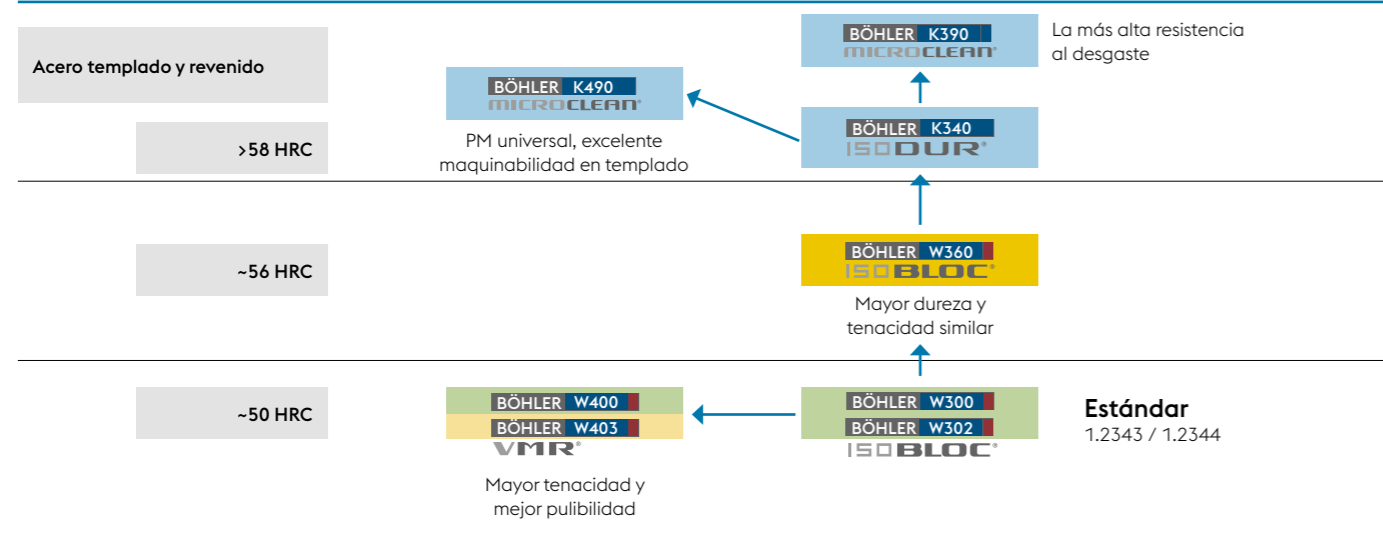 Acero templado y revenido
BÖHLER K390
MICROCLEAN®
La más alta resistencia
al desgaste
BÖHLER K490
MICROCLEAN®
PM universal, excelente
maquinabilidad en templado
BÖHLER K340
ISODUR®
>58 HRC
~56 HRC
BÖHLER W360
ISOBLOC®
Mayor dureza y
tenacidad similar
~50 HRC
BÖHLER W400
BÖHLER W403
VMR®
Mayor tenacidad y
mejor pulibilidad
BÖHLER W300
BÖHLER W302
ISOBLOC®
Estándar
1.2343 / 1.2344